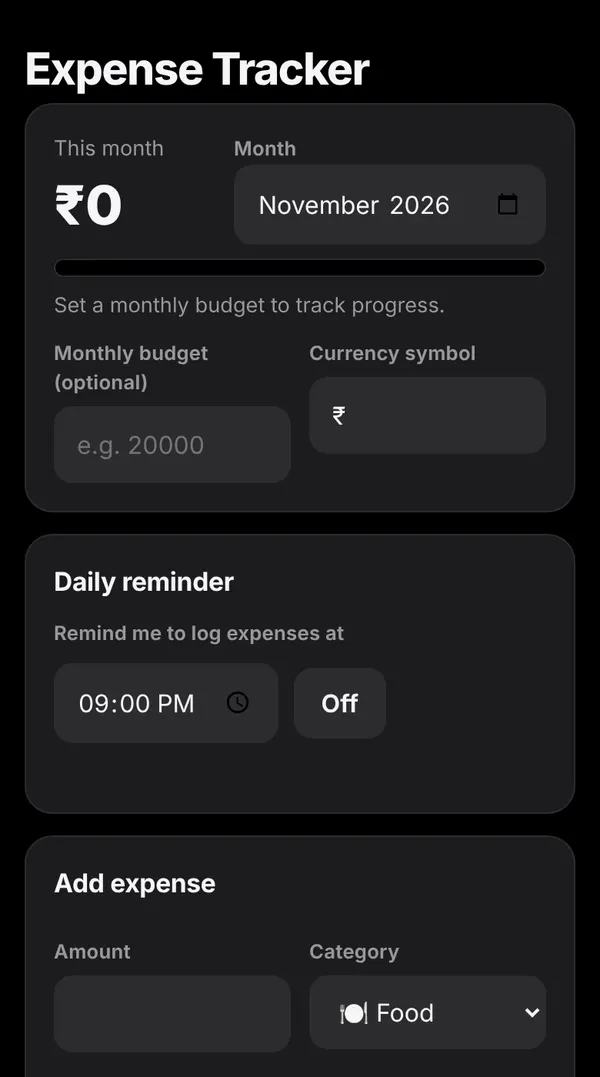 Expense Tracker
This month
Month
₹0
November 2026
Set a monthly budget to track progress.
Monthly budget
(optional)
Currency symbol
e.g. 20000
₹
Daily reminder
Remind me to log expenses at
09:00 PM
Off
Add expense
Amount
Category
🍽️ Food